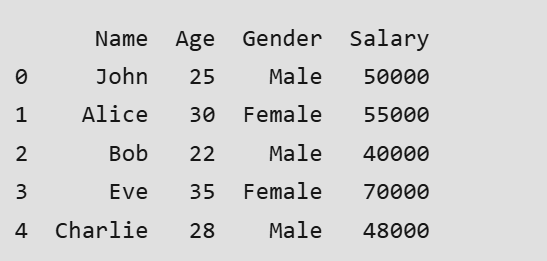 Name Age Gender Salary
0 John 25 Male 50000
1 Alice 30 Female 55000
2 Bob 22 Male 40000
3 Eve 35 Female 70000
4 Charlie 28 Male 48000